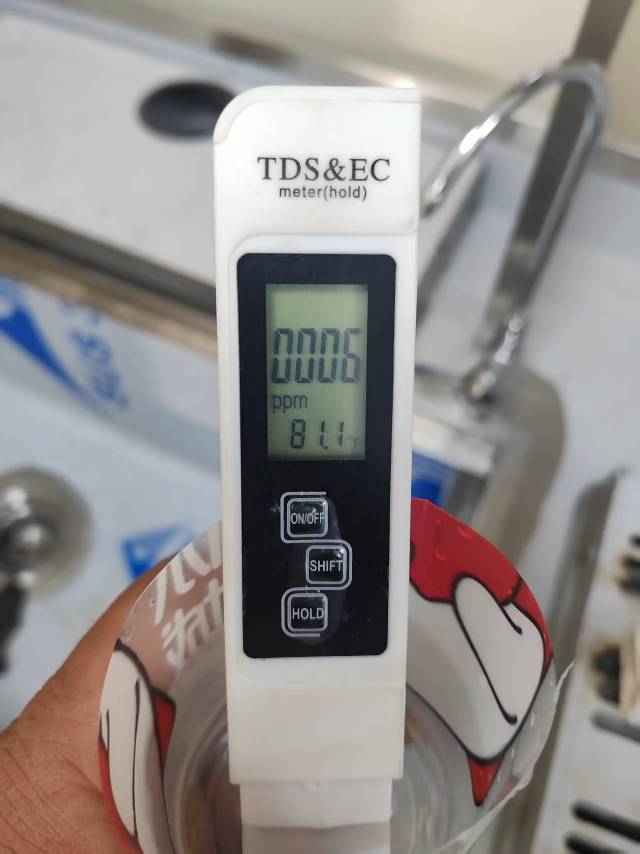 TDS&EC
meter(hold)
0006
ppm
81.1°F
ON/OFF
SHIFT
HOLD